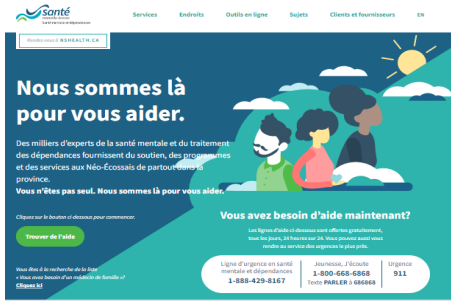 santé
nouvelle-écosse
Santé mentale et dépendances
Services
Endroits
Outils en ligne
Sujets
Clients et fournisseurs
EN
Rendez-vous à NSHEALTH.CA
Nous sommes là
pour vous aider.
Des milliers d'experts de la santé mentale et du traitement
des dépendances fournissent du soutien, des programmes
et des services aux Néo-Écossais de partout dans la
province.
Vous n'êtes pas seul. Nous sommes là pour vous aider.
Cliquez sur le bouton ci-dessous pour commencer.
Trouver de l'aide
Vous êtes à la recherche de la liste
« Vous avez besoin d'un médecin de famille »?
Cliquez ici
Vous avez besoin d'aide maintenant?
Les lignes d'aide ci-dessous sont offertes gratuitement,
tous les jours, 24 heures sur 24. Vous pouvez aussi vous
rendre au service des urgences le plus près.
Ligne d'urgence en santé
mentale et dépendances
1-888-429-8167
Jeunesse, J'écoute
1-800-668-6868
Texte PARLER à 686868
Urgence
911